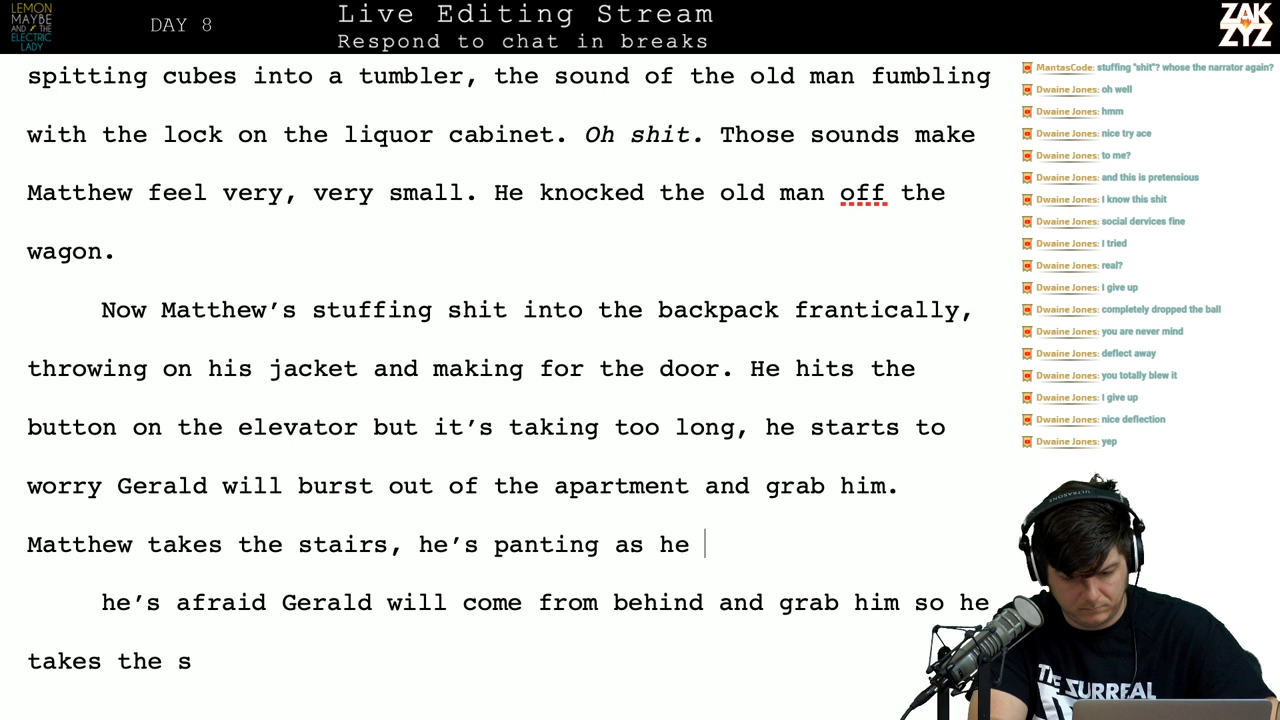 LEMON
MAYBE
AND THE
ELECTRIC
LADY
DAY 8
Live Editing Stream
Respond to chat in breaks
ZAK
ZYZ
spitting cubes into a tumbler, the sound of the old man fumbling
with the lock on the liquor cabinet. Oh shit. Those sounds make
Matthew feel very, very small. He knocked the old man off the
wagon.
Now Matthew’s stuffing shit into the backpack frantically,
throwing on his jacket and making for the door. He hits the
button on the elevator but it’s taking too long, he starts to
worry Gerald will burst out of the apartment and grab him.
Matthew takes the stairs, he’s panting as he
he’s afraid Gerald will come from behind and grab him so he
takes the s
MantasCode: stuffing "shit"? whose the narrator again?
Dwaine Jones: oh well
Dwaine Jones: hmm
Dwaine Jones: nice try ace
Dwaine Jones: to me?
Dwaine Jones: and this is pretensious
Dwaine Jones: I know this shit
Dwaine Jones: social dervices fine
Dwaine Jones: I tried
Dwaine Jones: real?
Dwaine Jones: I give up
Dwaine Jones: completely dropped the ball
Dwaine Jones: you are never mind
Dwaine Jones: deflect away
Dwaine Jones: you totally blew it
Dwaine Jones: I give up
Dwaine Jones: nice deflection
Dwaine Jones: yep
ULTRASONE
THE SURREAL